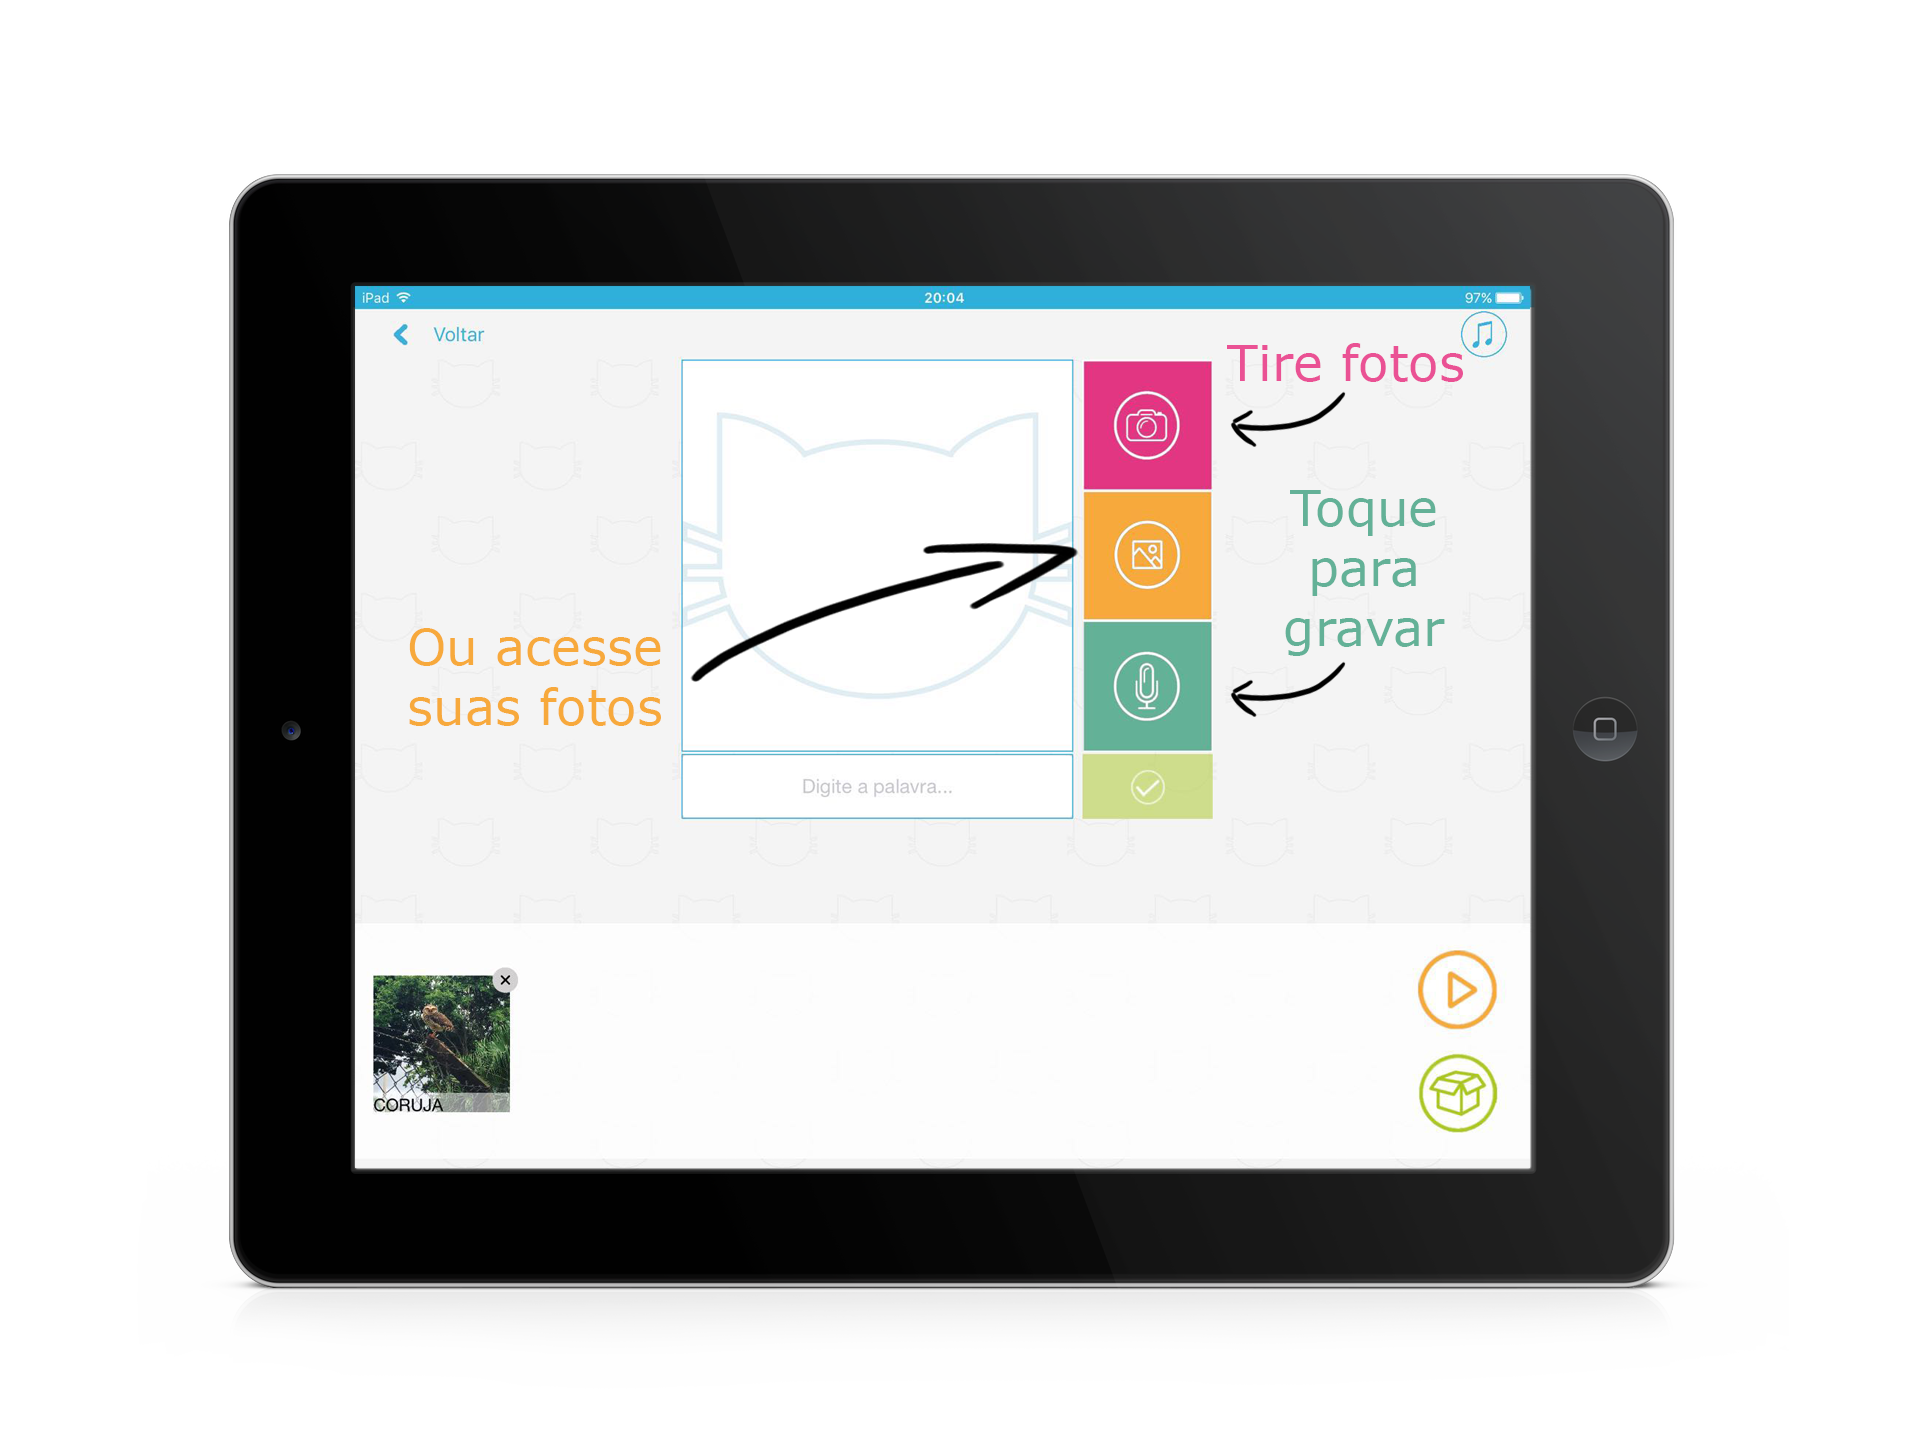 iPad
20:04
97%
Voltar
Tire fotos
Toque
para
gravar
Ou acesse
suas fotos
Digite a palavra...
CORUJA